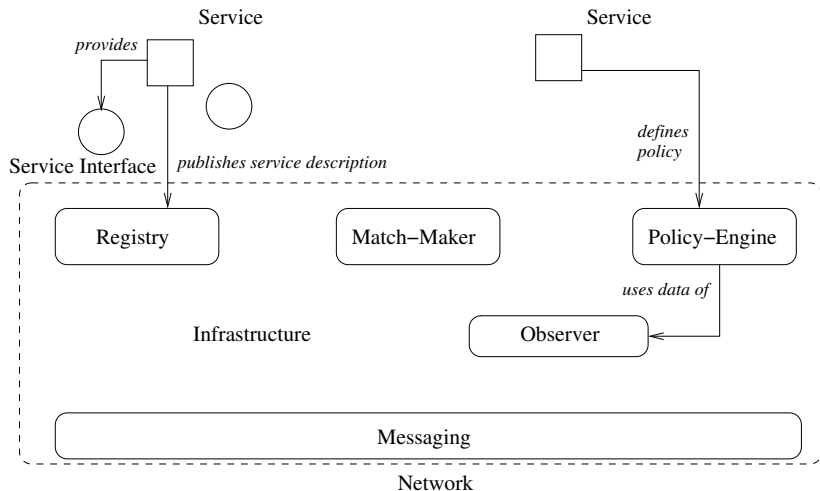 Service
Service
provides
defines
policy
Service Interface
publishes service description
Registry
Match−Maker
Policy−Engine
uses data of
Infrastructure
Observer
Messaging
Network